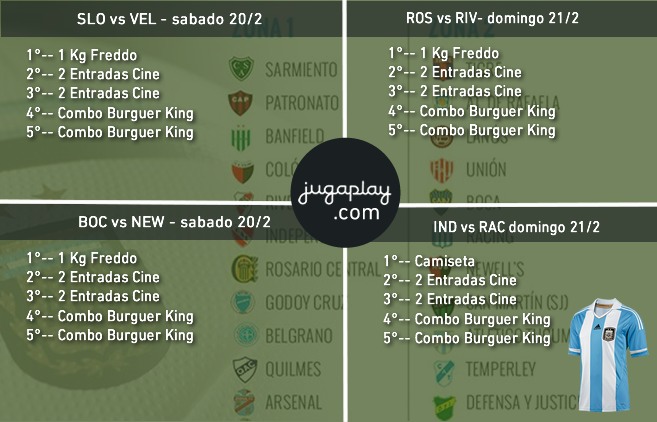 SLO vs VEL - sabado 20/2
1°-- 1 Kg Freddo
2°-- 2 Entradas Cine
3°-- 2 Entradas Cine
4°-- Combo Burguer King
5°-- Combo Burguer King
ROS vs RIV- domingo 21/2
1°-- 1 Kg Freddo
2°-- 2 Entradas Cine
3°-- 2 Entradas Cine
4°-- Combo Burguer King
5°-- Combo Burguer King
jugaplay
.com
BOC vs NEW - sabado 20/2
1°-- 1 Kg Freddo
2°-- 2 Entradas Cine
3°-- 2 Entradas Cine
4°-- Combo Burguer King
5°-- Combo Burguer King
IND vs RAC domingo 21/2
1°-- Camiseta
2°-- 2 Entradas Cine
3°-- 2 Entradas Cine
4°-- Combo Burguer King
5°-- Combo Burguer King
ZONA 1
SARMIENTO
PATRONATO
BANFIELD
ROSARIO CENTRAL
GODOY CRUZ
BELGRANO
QUILMES
ARSENAL
LANÚS
UNIÓN
BOCA
RACING
NEWELL'S
TEMPERLEY
DEFENSA Y JUSTIC